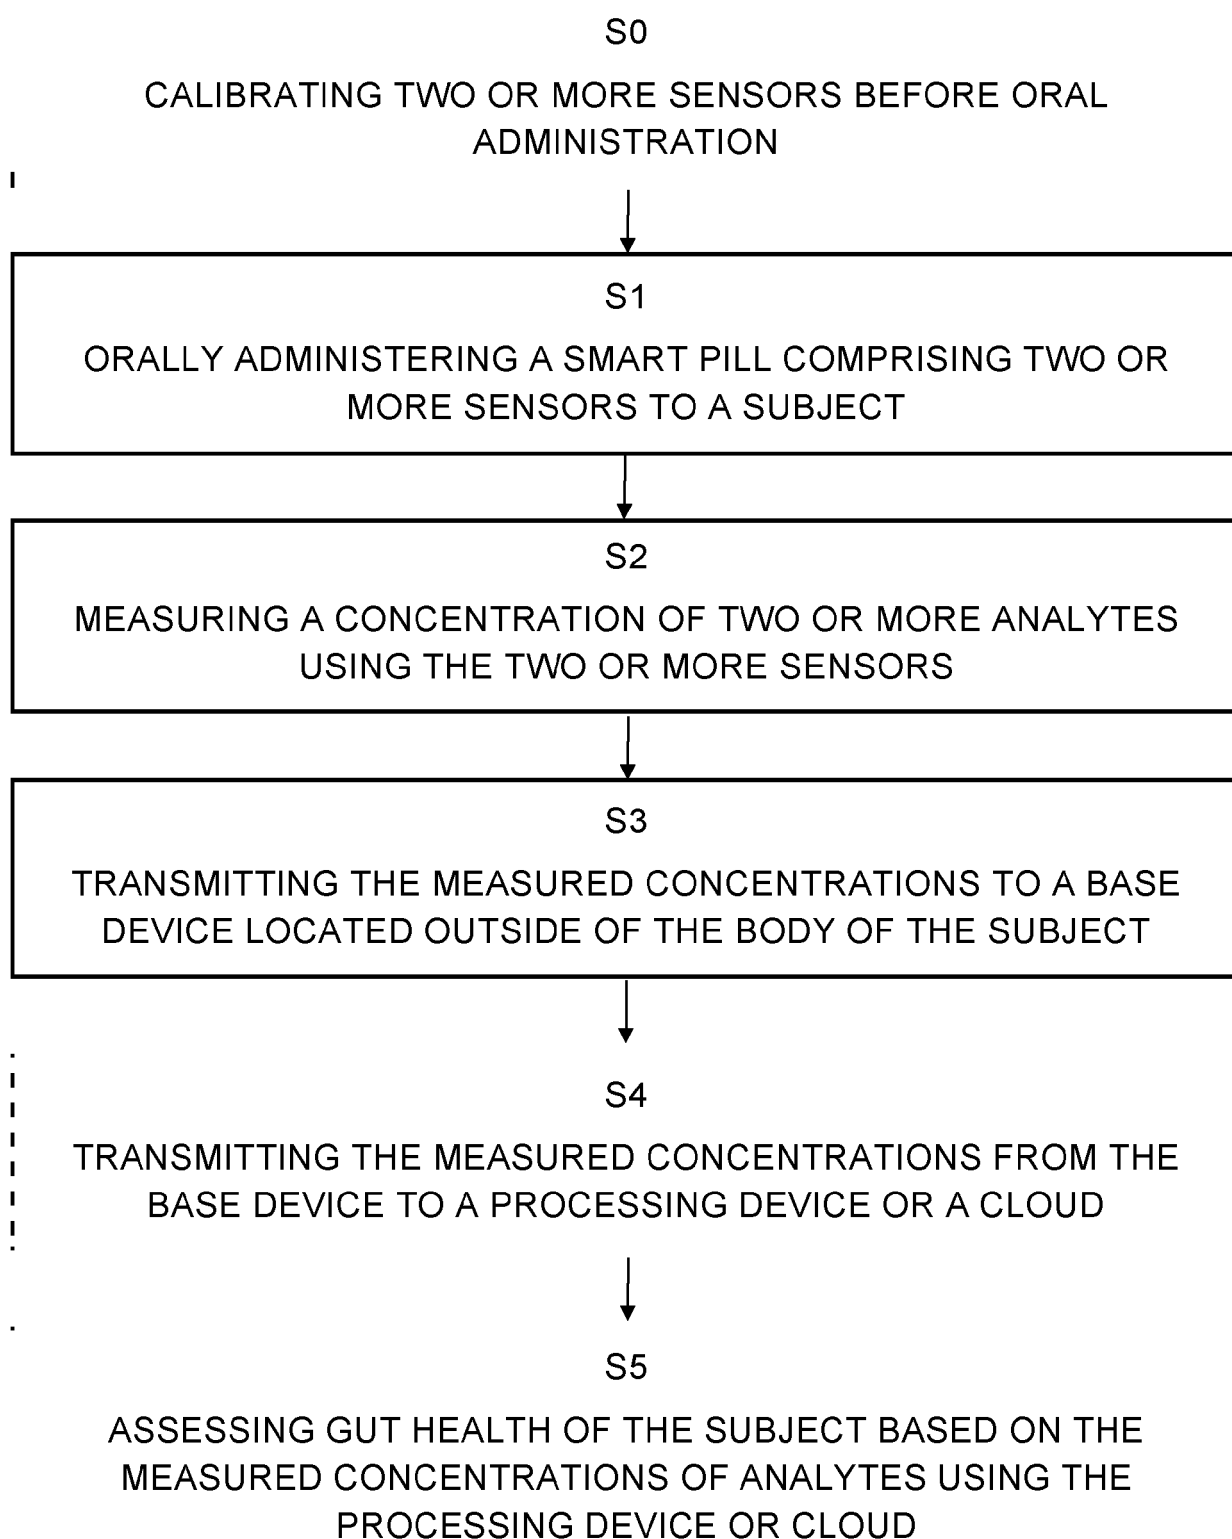 S0
CALIBRATING TWO OR MORE SENSORS BEFORE ORAL
ADMINISTRATION
S1
ORALLY ADMINISTERING A SMART PILL COMPRISING TWO OR
MORE SENSORS TO A SUBJECT
S2
MEASURING A CONCENTRATION OF TWO OR MORE ANALYTES
USING THE TWO OR MORE SENSORS
S3
TRANSMITTING THE MEASURED CONCENTRATIONS TO A BASE
DEVICE LOCATED OUTSIDE OF THE BODY OF THE SUBJECT
S4
TRANSMITTING THE MEASURED CONCENTRATIONS FROM THE
BASE DEVICE TO A PROCESSING DEVICE OR A CLOUD
S5
ASSESSING GUT HEALTH OF THE SUBJECT BASED ON THE
MEASURED CONCENTRATIONS OF ANALYTES USING THE
PROCESSING DEVICE OR CLOUD